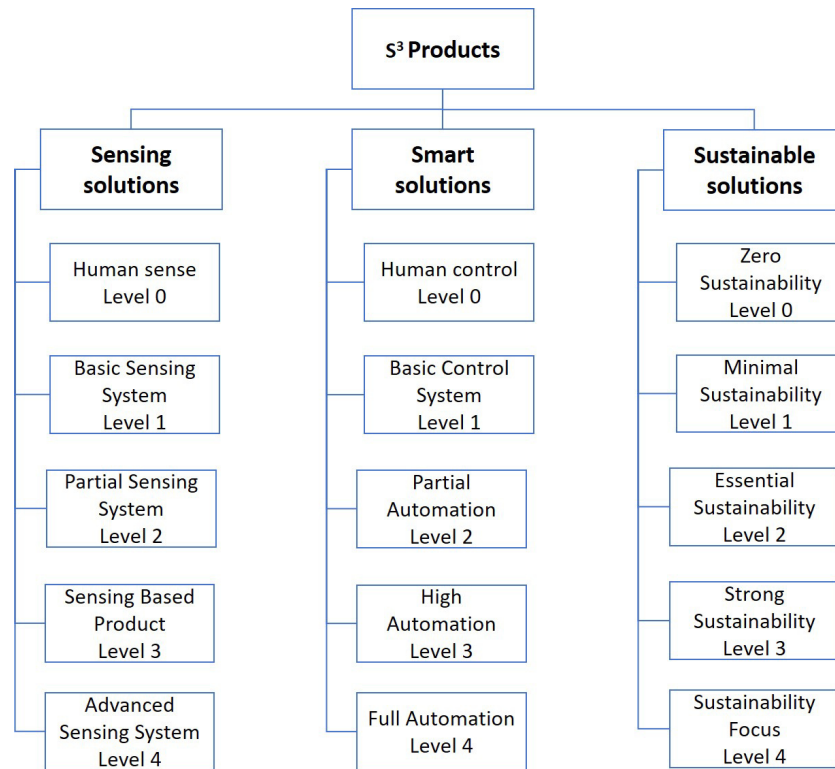 S³ Products
Sensing
solutions
Human sense
Level 0
Basic Sensing
System
Level 1
Partial Sensing
System
Level 2
Sensing Based
Product
Level 3
Advanced
Sensing System
Level 4
Smart
solutions
Human control
Level 0
Basic Control
System
Level 1
Partial
Automation
Level 2
High
Automation
Level 3
Full Automation
Level 4
Sustainable
solutions
Zero
Sustainability
Level 0
Minimal
Sustainability
Level 1
Essential
Sustainability
Level 2
Strong
Sustainability
Level 3
Sustainability
Focus
Level 4